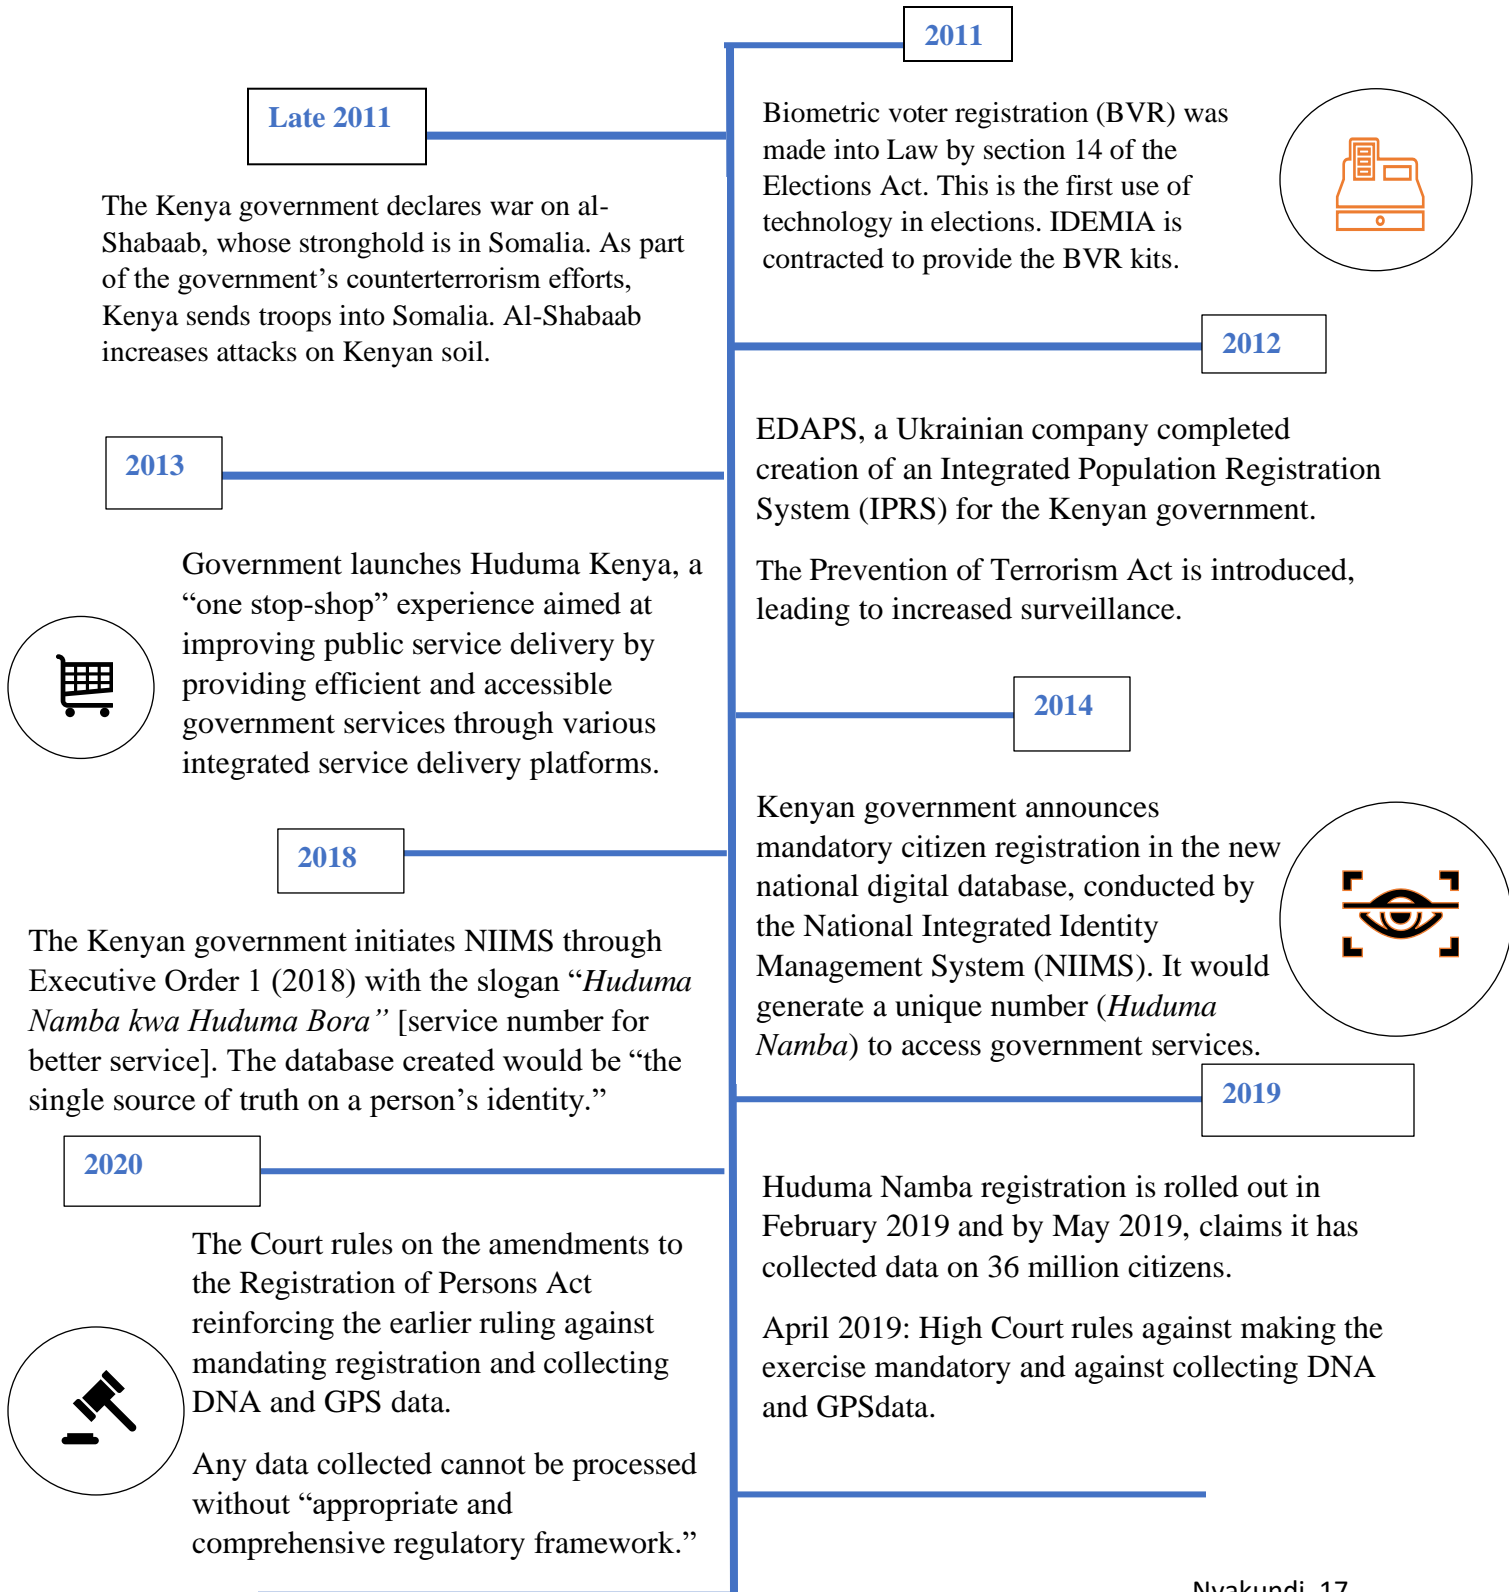 2011
Biometric voter registration (BVR) was
made into Law by section 14 of the
Elections Act. This is the first use of
technology in elections. IDEMIA is
contracted to provide the BVR kits.
Late 2011
The Kenya government declares war on al-
Shabaab, whose stronghold is in Somalia. As part
of the government’s counterterrorism efforts,
Kenya sends troops into Somalia. Al-Shabaab
increases attacks on Kenyan soil.
2012
EDAPS, a Ukrainian company completed
creation of an Integrated Population Registration
System (IPRS) for the Kenyan government.
The Prevention of Terrorism Act is introduced,
leading to increased surveillance.
2013
Government launches Huduma Kenya, a
“one stop-shop” experience aimed at
improving public service delivery by
providing efficient and accessible
government services through various
integrated service delivery platforms.
2014
Kenyan government announces
mandatory citizen registration in the new
national digital database, conducted by
the National Integrated Identity
Management System (NIIMS). It would
generate a unique number (Huduma
Namba) to access government services.
2018
The Kenyan government initiates NIIMS through
Executive Order 1 (2018) with the slogan “Huduma
Namba kwa Huduma Bora” [service number for
better service]. The database created would be “the
single source of truth on a person’s identity.”
2019
Huduma Namba registration is rolled out in
February 2019 and by May 2019, claims it has
collected data on 36 million citizens.
April 2019: High Court rules against making the
exercise mandatory and against collecting DNA
and GPSdata.
2020
The Court rules on the amendments to
the Registration of Persons Act
reinforcing the earlier ruling against
mandating registration and collecting
DNA and GPS data.
Any data collected cannot be processed
without “appropriate and
comprehensive regulatory framework.”
Nyakundi 17